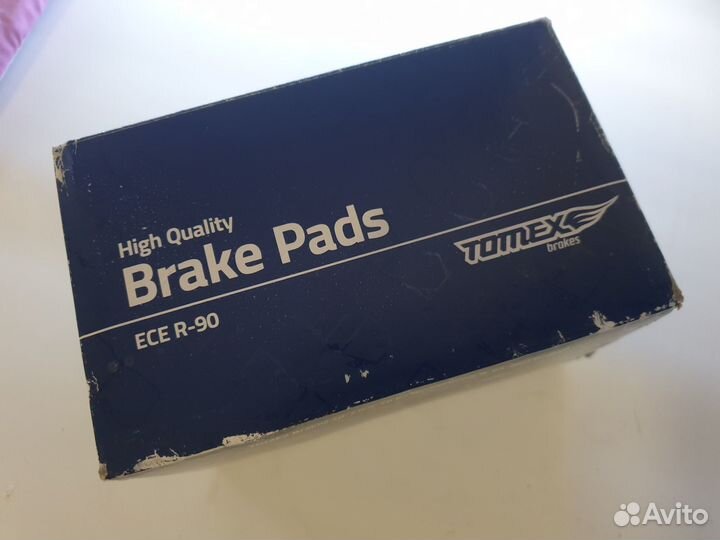 High Quality
Brake Pads
ECE R-90
TOMEX
brakes
Avito